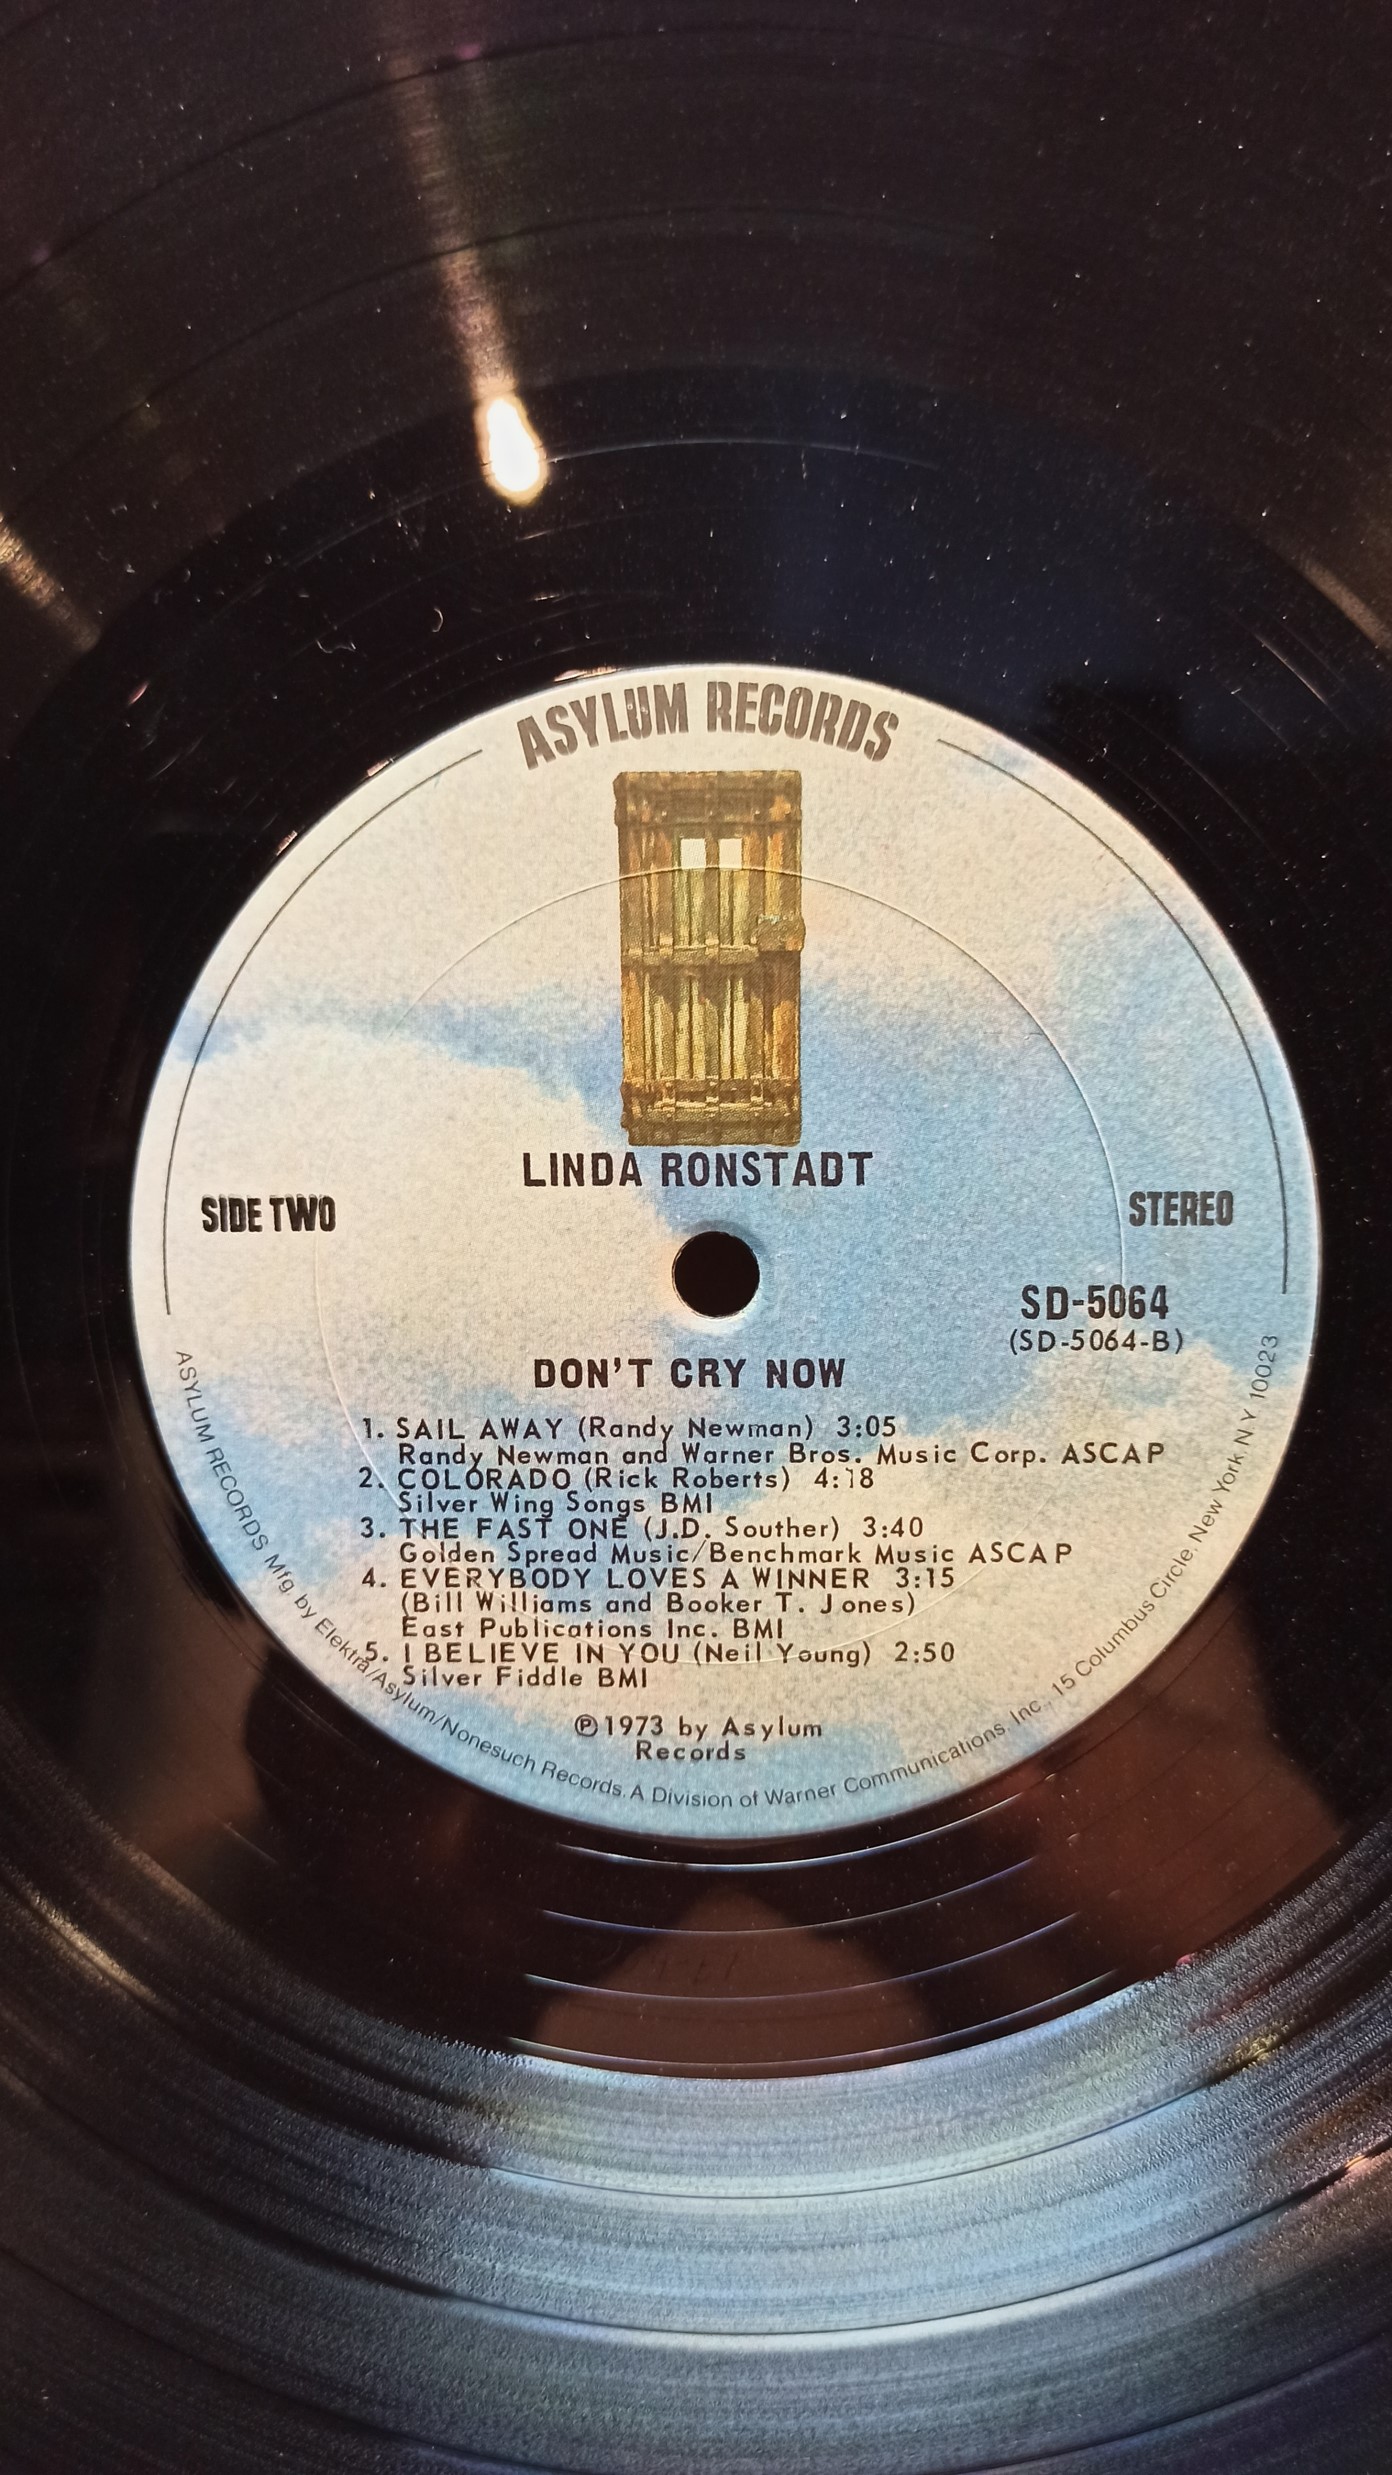 ASYLUM RECORDS
LINDA RONSTADT
SIDE TWO
STEREO
SD-5064
(SD-5064-B)
DON'T CRY NOW
1. SAIL AWAY (Randy Newman) 3:05
Randy Newman and Warner Bros. Music Corp. ASCAP
2. COLORADO (Rick Roberts) 4:18
Silver Wing Songs BMI
3. THE FAST ONE (J.D. Souther) 3:40
Golden Spread Music/Benchmark Music ASCAP
4. EVERYBODY LOVES A WINNER 3:15
(Bill Williams and Booker T. Jones)
East Publications Inc. BMI
5. I BELIEVE IN YOU (Neil Young) 2:50
Silver Fiddle BMI
℗1973 by Asylum
Records
ASYLUM RECORDS Mfg. by Elektra/Asylum/Nonesuch Records. A Division of Warner Communications, Inc., 15 Columbus Circle. New York N.Y 10023